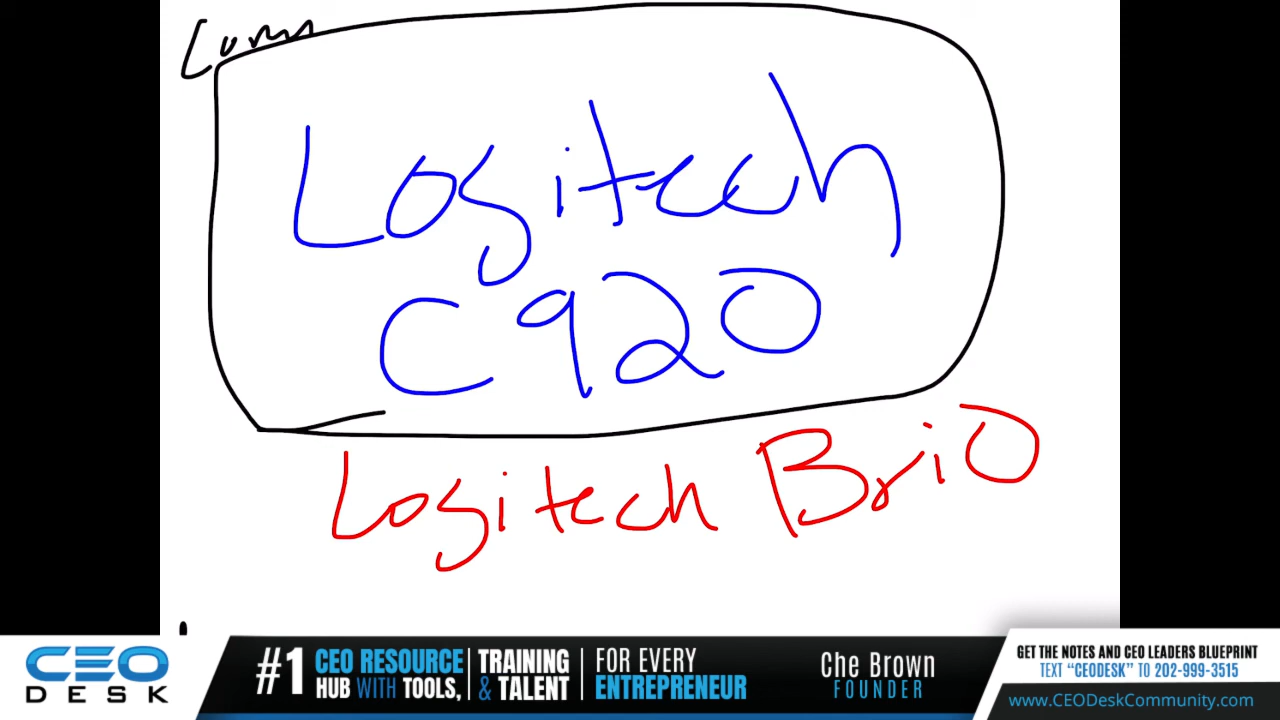 Logitech
C920
Logitech BriO
CEO
DESK
#1 CEO RESOURCE HUB WITH TOOLS,
TRAINING & TALENT
FOR EVERY ENTREPRENEUR
Che Brown
FOUNDER
GET THE NOTES AND CEO LEADERS BLUEPRINT
TEXT “CEODESK” TO 202-999-3515
www.CEODeskCommunity.com